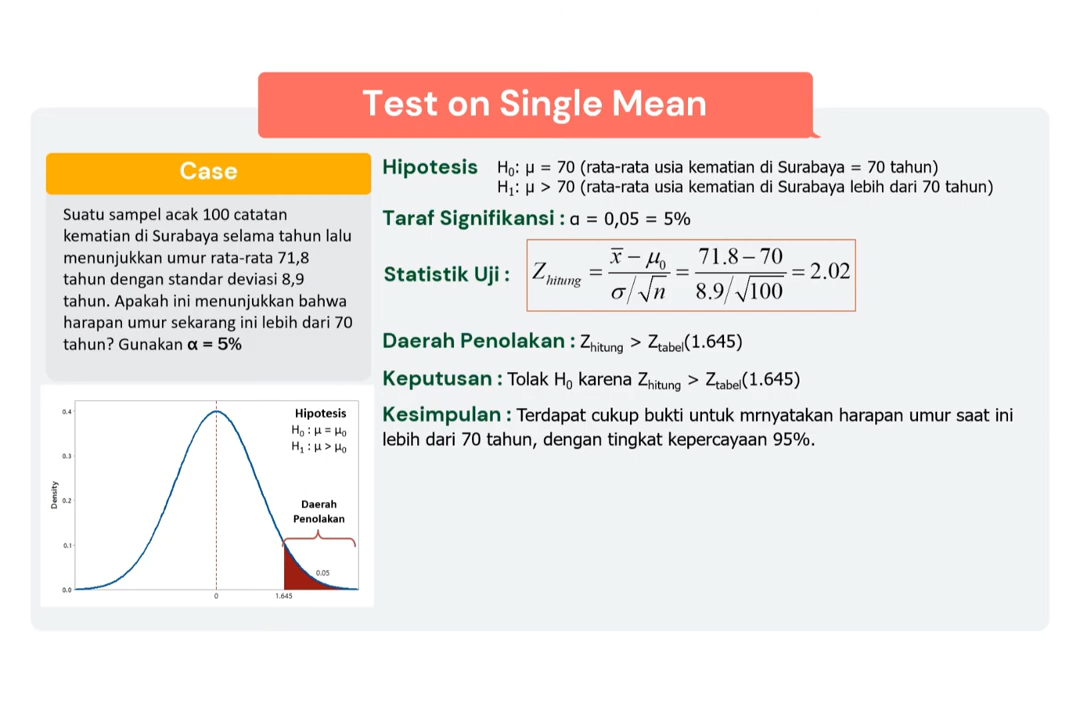 Test on Single Mean
Case
Suatu sampel acak 100 catatan
kematian di Surabaya selama tahun lalu
menunjukkan umur rata-rata 71,8
tahun dengan standar deviasi 8,9
tahun. Apakah ini menunjukkan bahwa
harapan umur sekarang ini lebih dari 70
tahun? Gunakan α = 5%
Hipotesis H₀: μ = 70 (rata-rata usia kematian di Surabaya = 70 tahun)
H₁: μ > 70 (rata-rata usia kematian di Surabaya lebih dari 70 tahun)
Taraf Signifikansi : α = 0,05 = 5%
Statistik Uji : Z_hitung = (x̅ − μ₀)/(σ/√n) = (71.8 − 70)/(8.9/√100) = 2.02
Daerah Penolakan : Z_hitung > Z_tabel(1.645)
Keputusan : Tolak H₀ karena Z_hitung > Z_tabel(1.645)
Kesimpulan : Terdapat cukup bukti untuk mrnyatakan harapan umur saat ini
lebih dari 70 tahun, dengan tingkat kepercayaan 95%.
Hipotesis
H₀ : μ = μ₀
H₁ : μ > μ₀
Daerah
Penolakan
0.05
Density
0.4
0.3
0.2
0.1
0.0
0 1.645